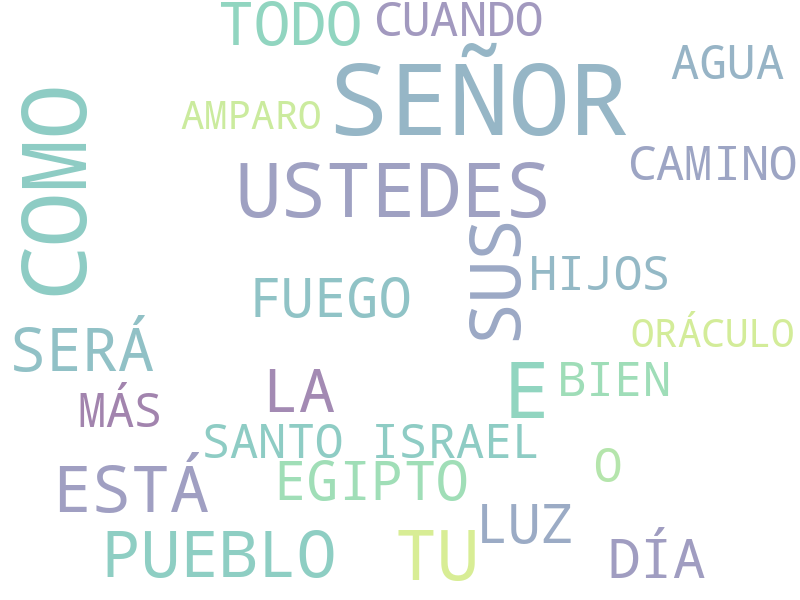 TODO
CUANDO
SEÑOR
AGUA
AMPARO
COMO
USTEDES
CAMINO
SUS
HIJOS
FUEGO
SERÁ
ORÁCULO
LA
E
BIEN
MÁS
SANTO ISRAEL
ESTÁ
EGIPTO
O
LUZ
PUEBLO
TU
DÍA